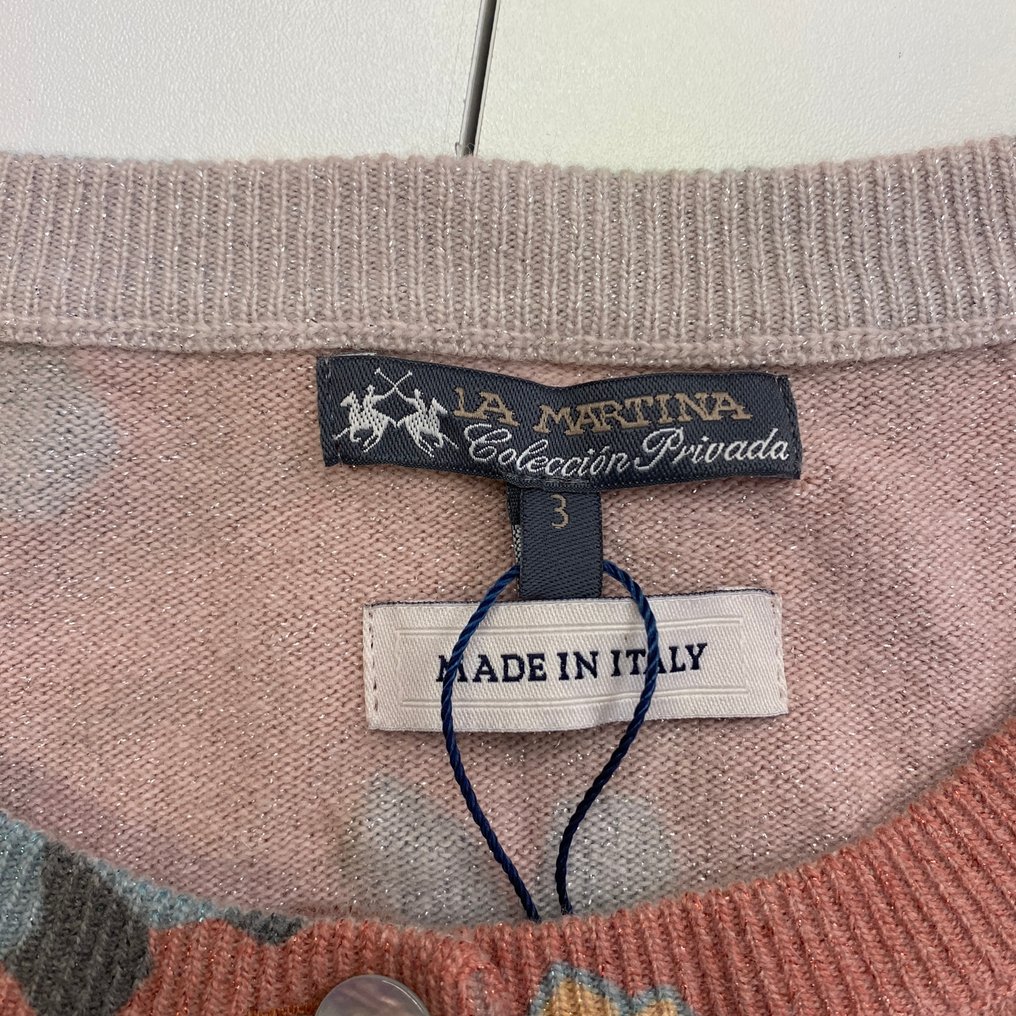 LA MARTINA
Colección Privada
3
MADE IN ITALY